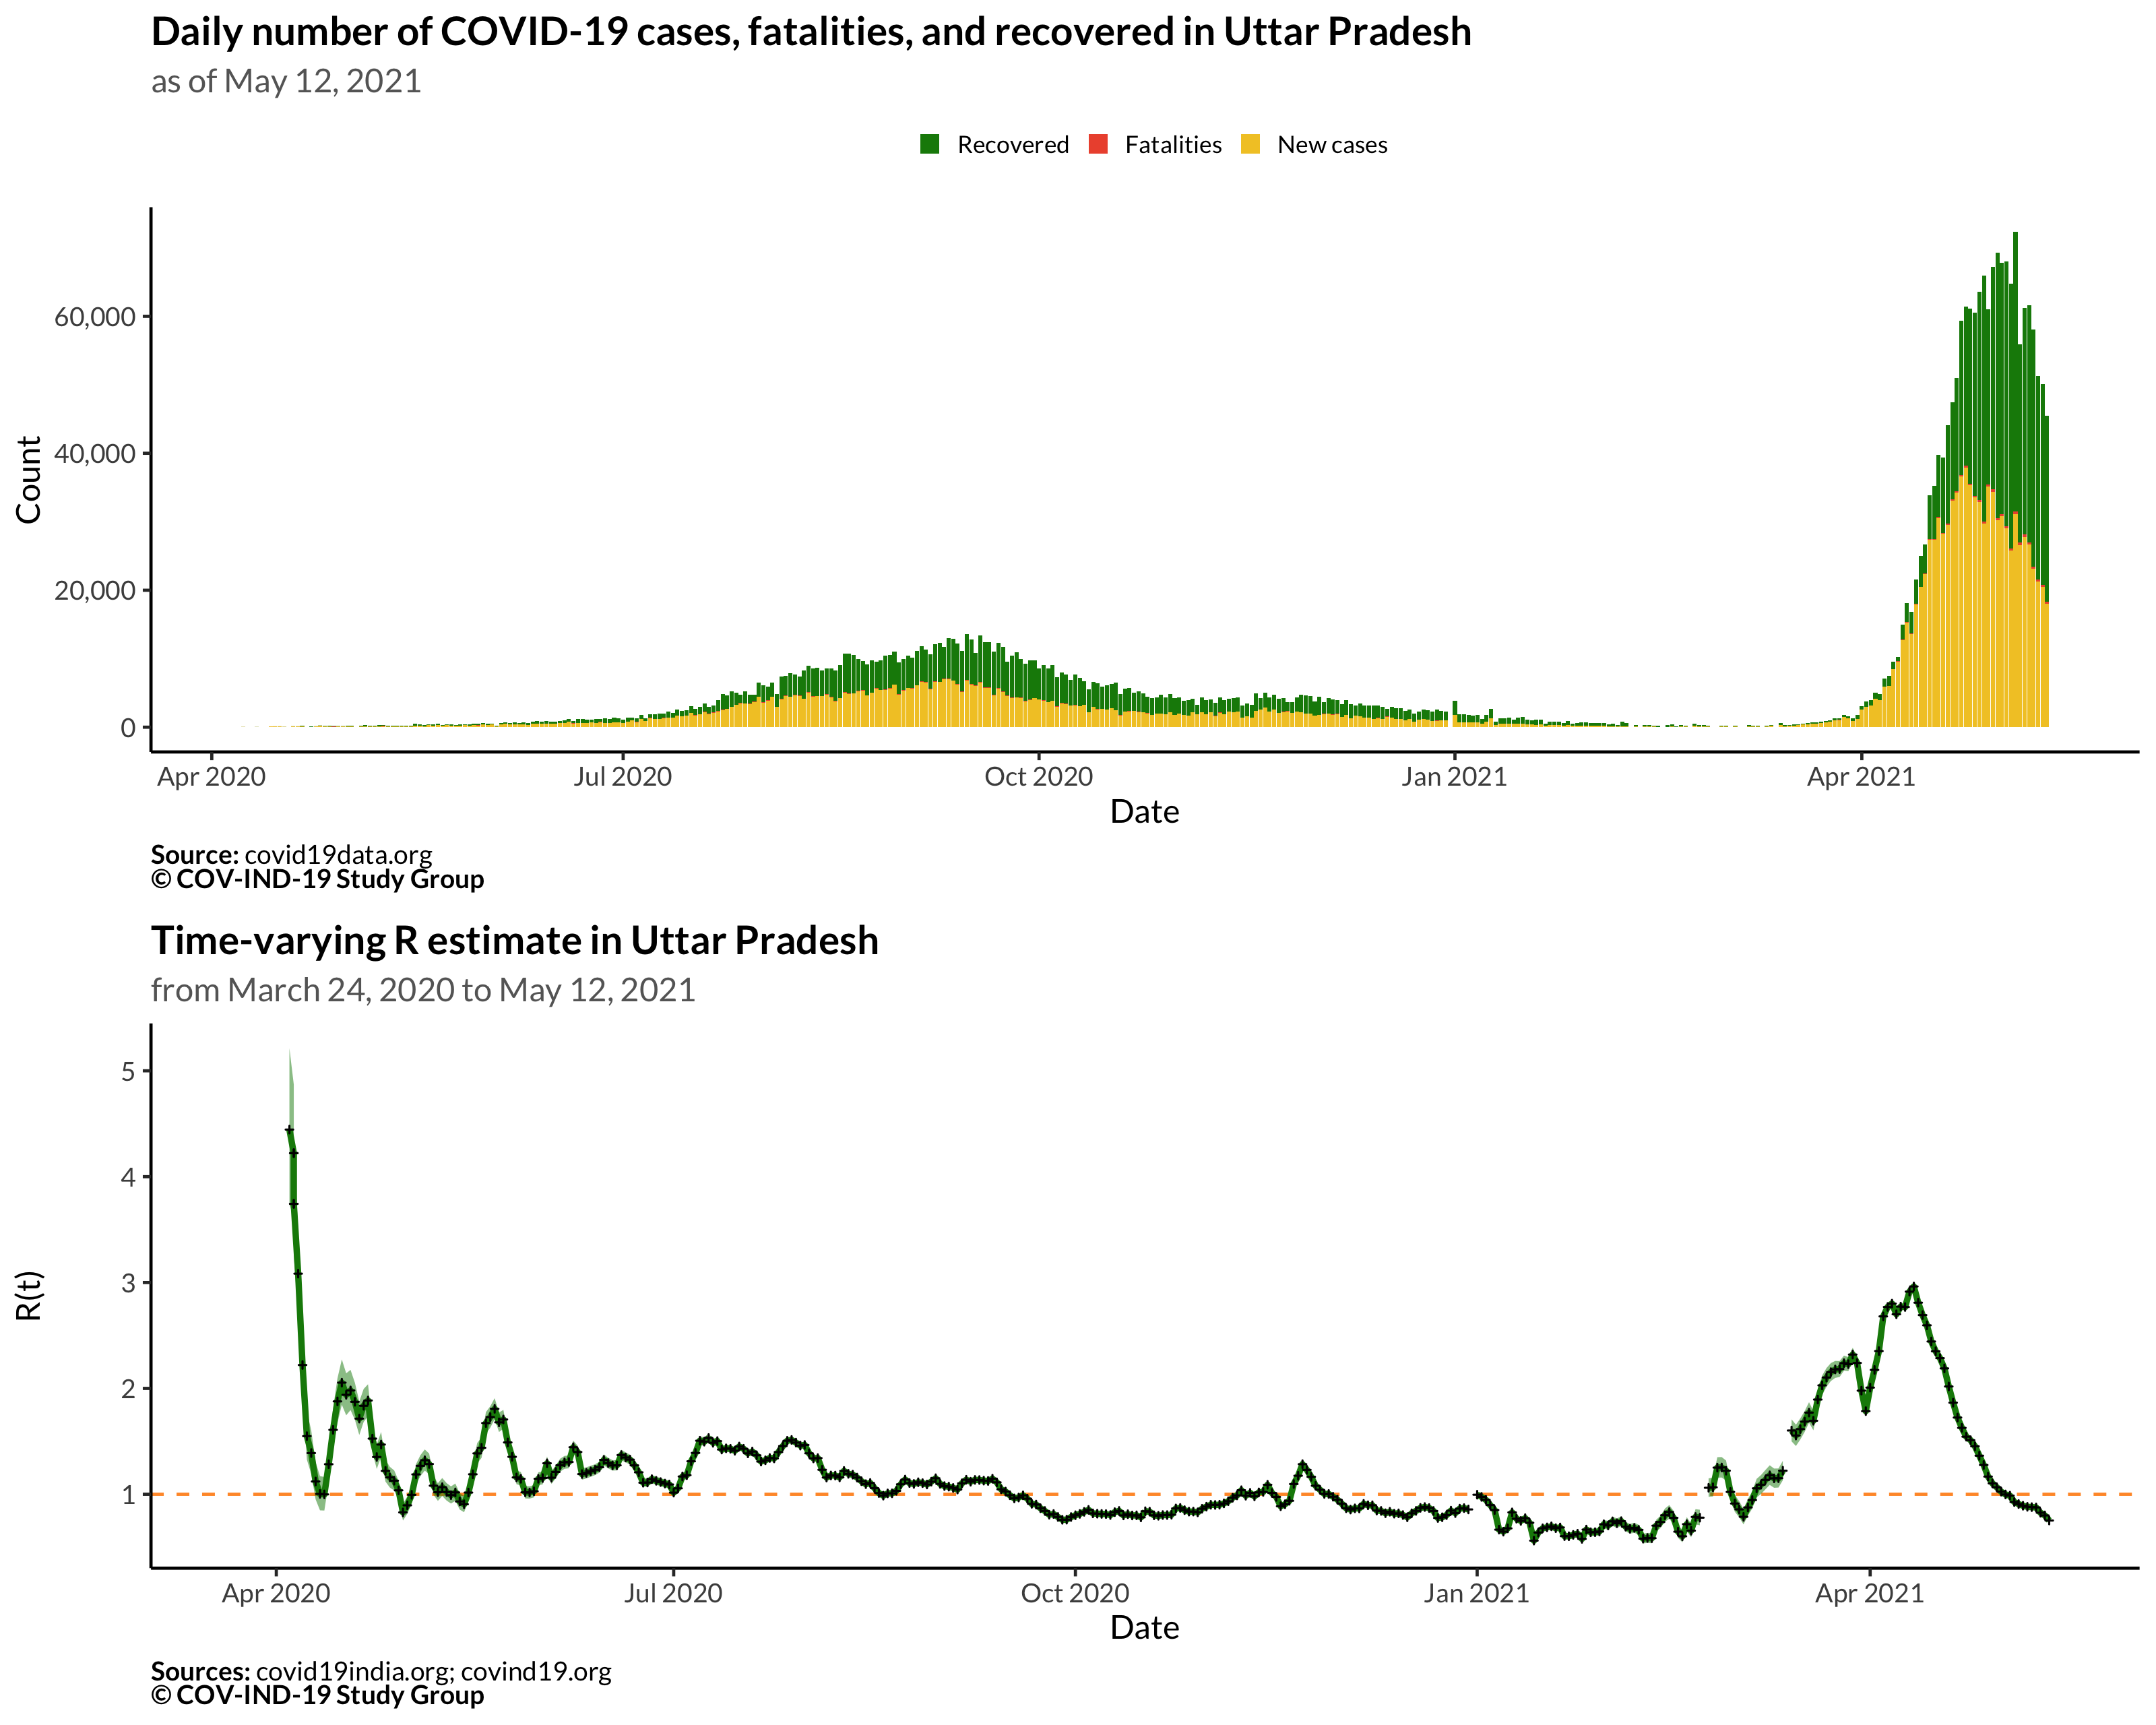 Daily number of COVID-19 cases, fatalities, and recovered in Uttar Pradesh
as of May 12, 2021
Recovered Fatalities New cases
Count
60,000
40,000
20,000
0
Apr 2020 Jul 2020 Oct 2020 Jan 2021 Apr 2021
Date
Source: covid19data.org
© COV-IND-19 Study Group
Time-varying R estimate in Uttar Pradesh
from March 24, 2020 to May 12, 2021
R(t)
5
4
3
2
1
Apr 2020 Jul 2020 Oct 2020 Jan 2021 Apr 2021
Date
Sources: covid19india.org; covind19.org
© COV-IND-19 Study Group